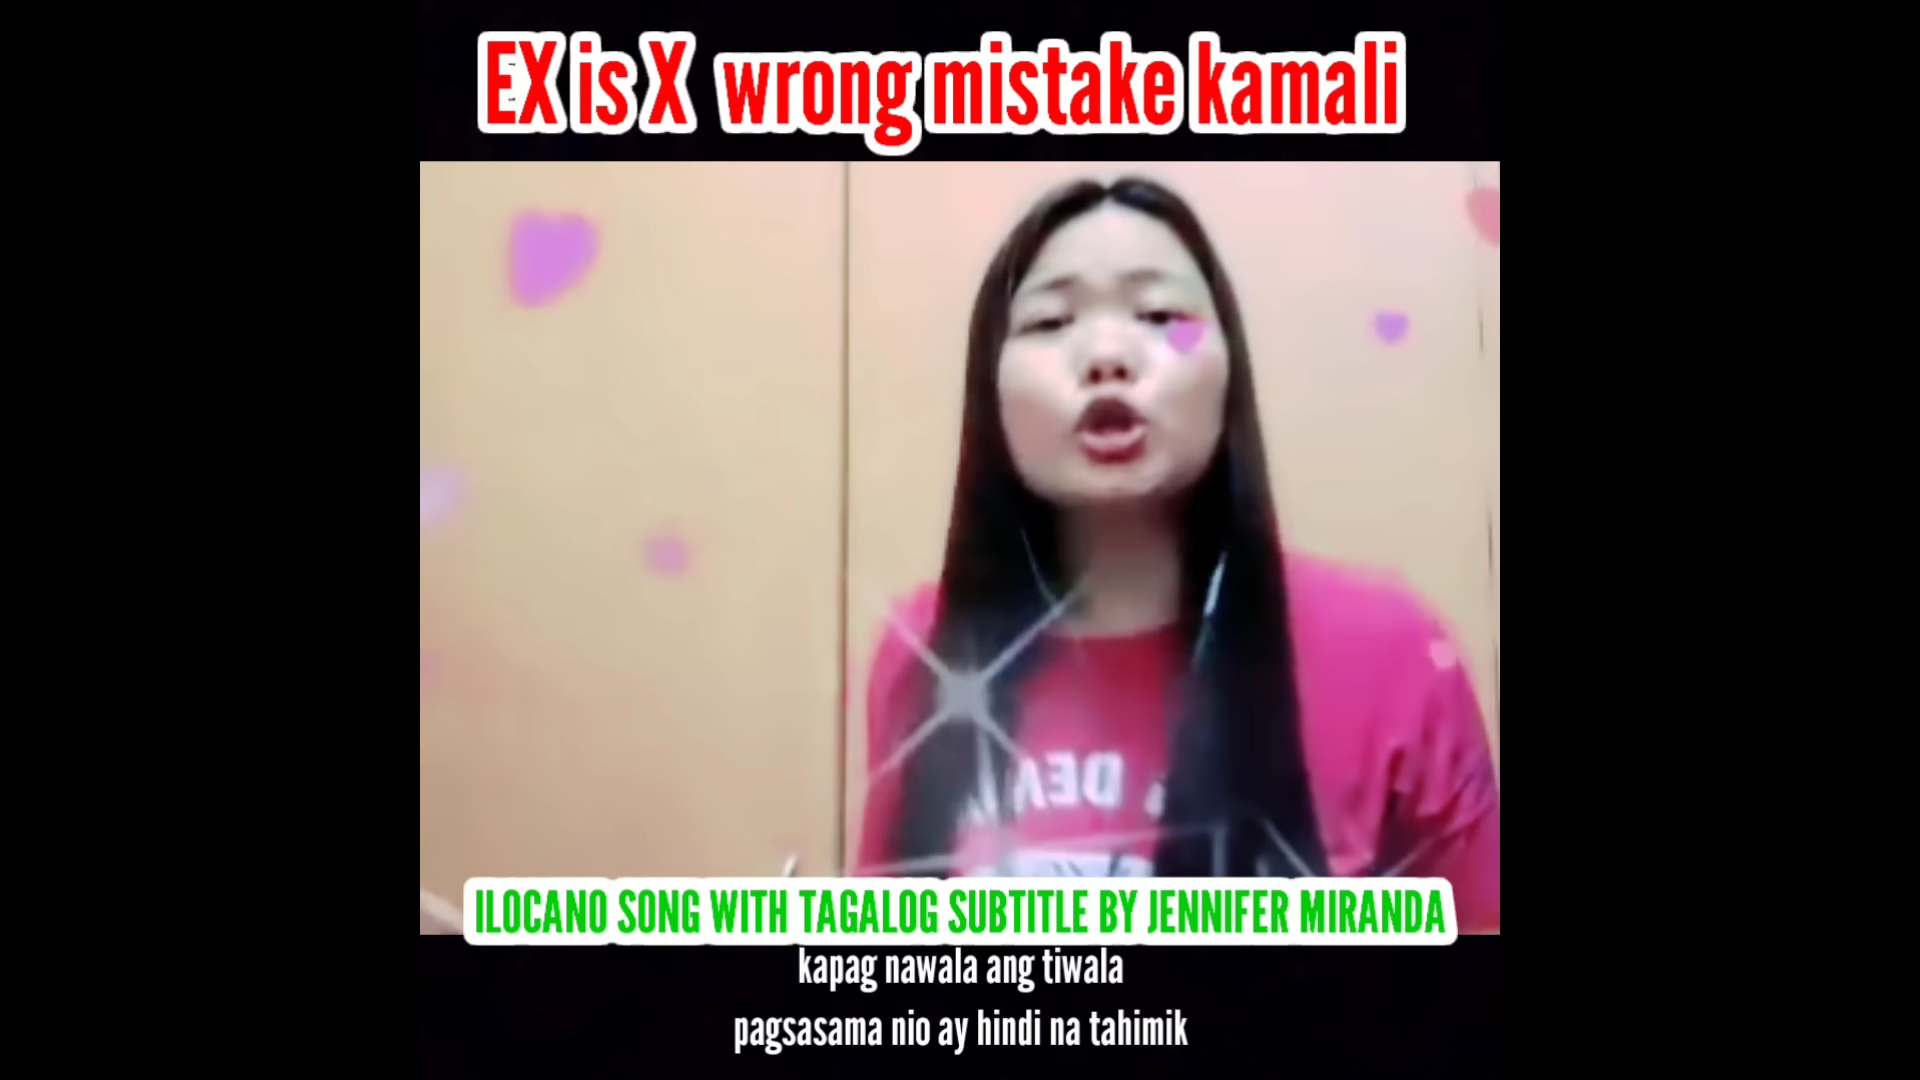 EX is X wrong mistake kamali
ILOCANO SONG WITH TAGALOG SUBTITLE BY JENNIFER MIRANDA
kapag nawala ang tiwala
pagsasama nio ay hindi na tahimik